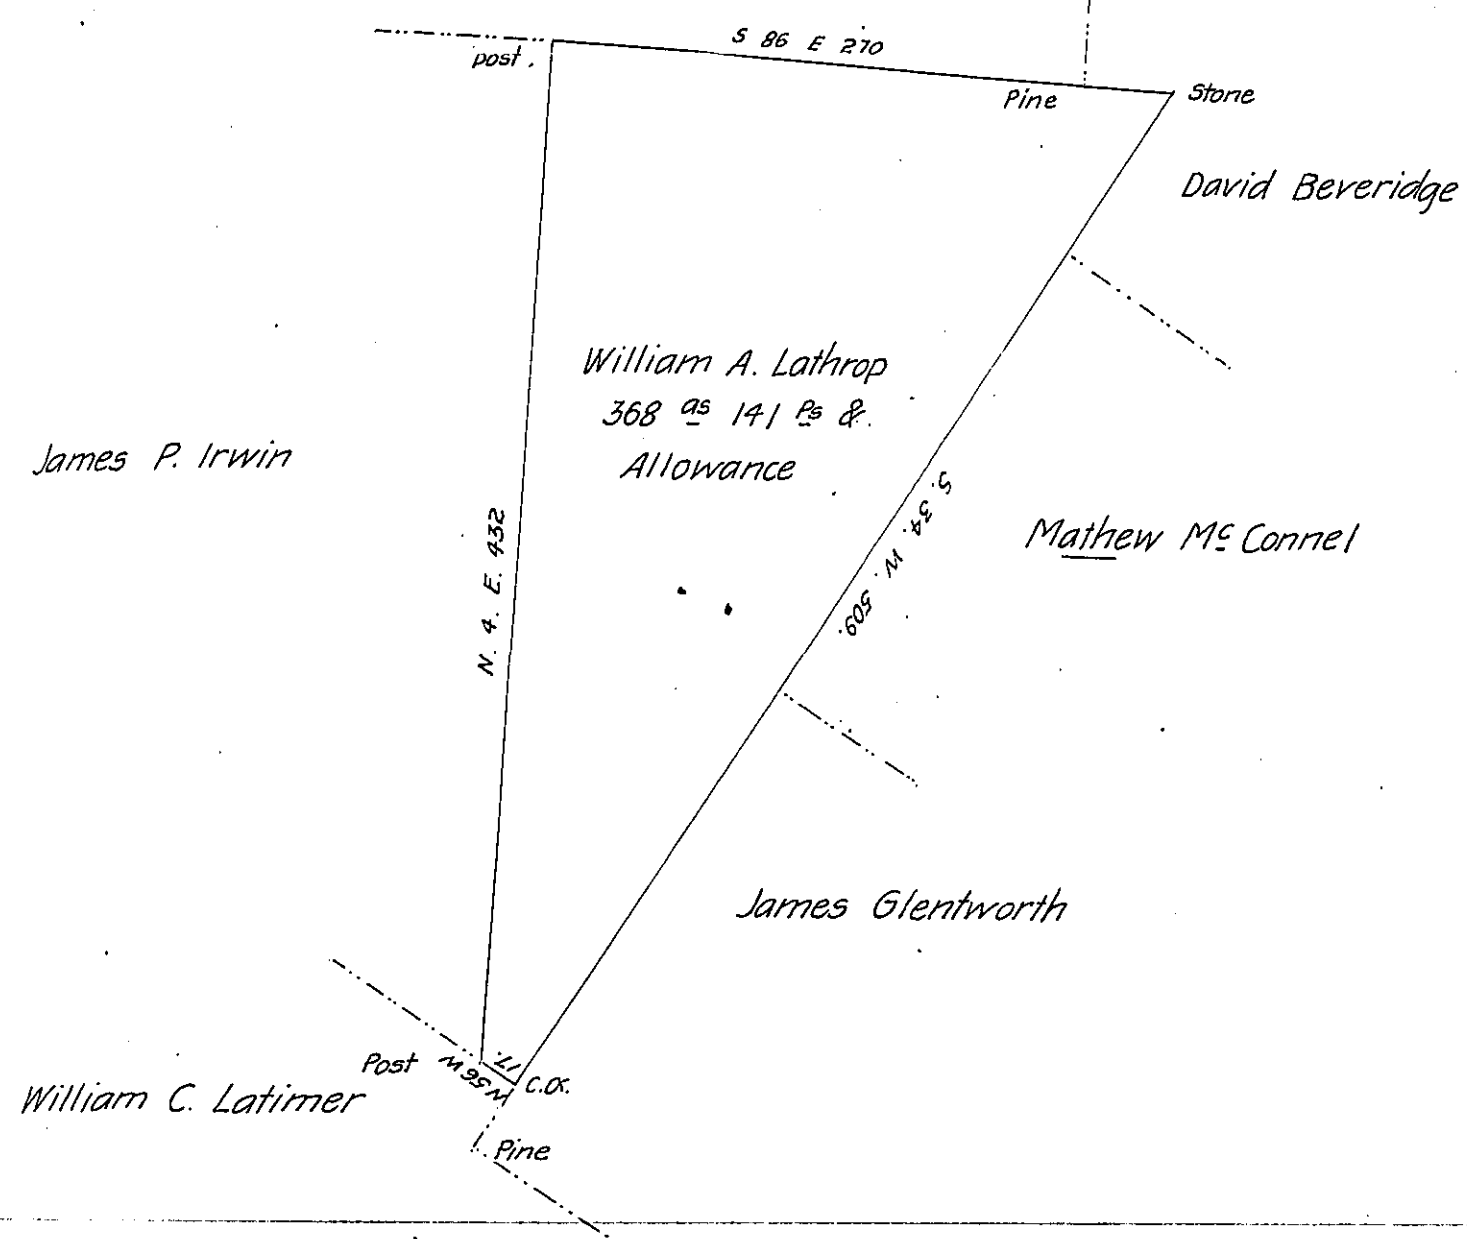 S 86 E 270
post.
Pine
Stone
David Beveridge
William A. Lathrop
368 as 141 Ps &
Allowance
James P. Irwin
N. 4. E. 432
S. 34. W. 509.
Mathew Mc Connel
James Glentworth
Post
N 56 W
17.
C.O.
William C. Latimer
Pine